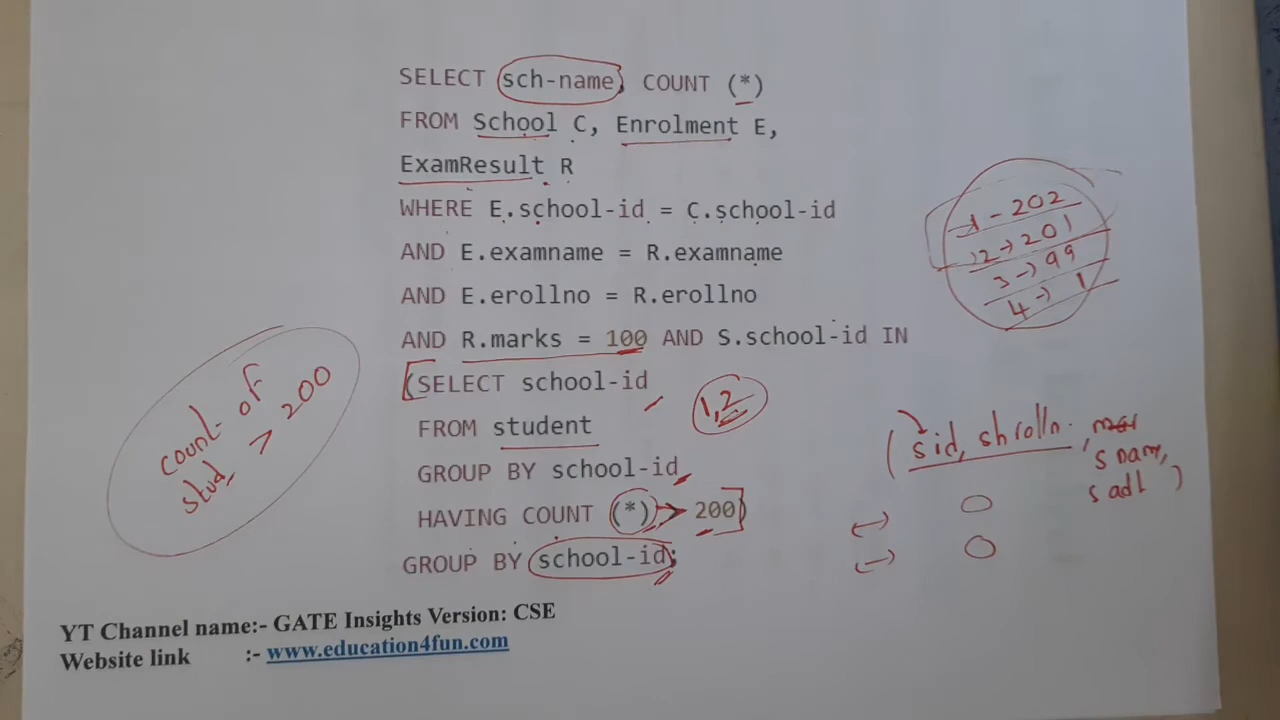 SELECT sch-name, COUNT (*)
FROM School C, Enrolment E,
ExamResult R
WHERE E.school-id = C.school-id
AND E.examname = R.examname
AND E.erollno = R.erollno
AND R.marks = 100 AND S.school-id IN
(SELECT school-id
FROM student
GROUP BY school-id
HAVING COUNT (*) > 200)
GROUP BY school-id;
1 - 202
2 → 201
3 → 99
4 → 1
1,2
count of
stud > 200
(sid, shrolln.,
snam,
sadl )
YT Channel name:- GATE Insights Version: CSE
Website link :- www.education4fun.com